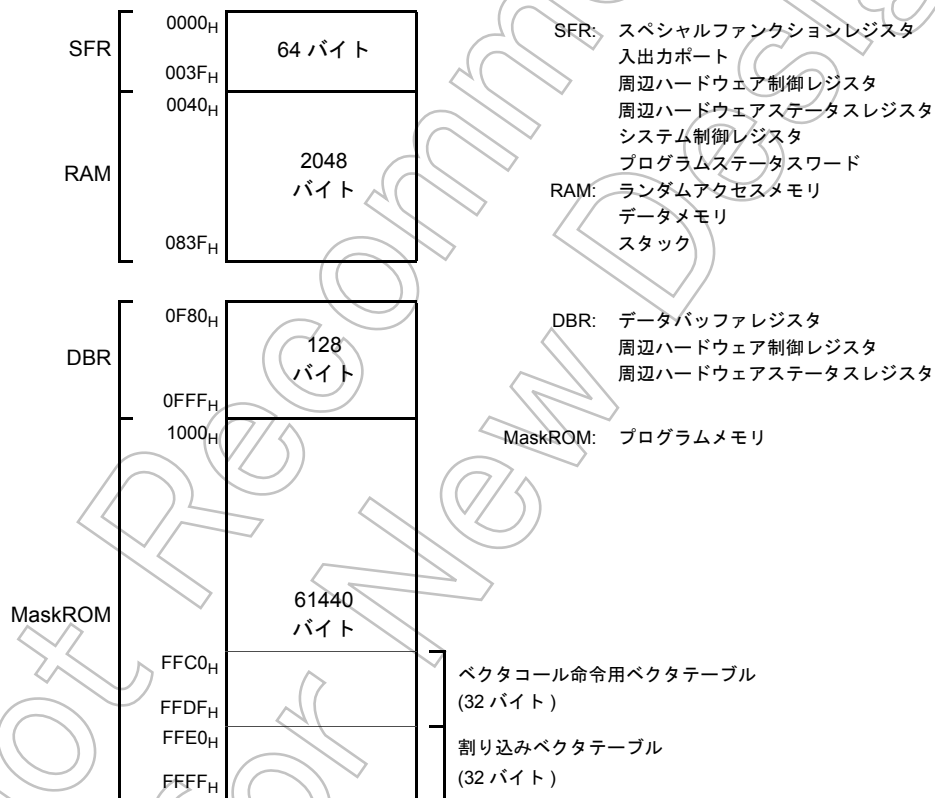 SFR
0000H
003FH
64 バイト
RAM
0040H
083FH
2048
バイト
DBR
0F80H
0FFFH
128
バイト
MaskROM
1000H
61440
バイト
FFC0H
FFDFH
FFE0H
FFFFH
ベクタコール命令用ベクタテーブル
(32 バイト )
割り込みベクタテーブル
(32 バイト )
SFR: スペシャルファンクションレジスタ
入出力ポート
周辺ハードウェア制御レジスタ
周辺ハードウェアステータスレジスタ
システム制御レジスタ
プログラムステータスワード
RAM: ランダムアクセスメモリ
データメモリ
スタック
DBR: データバッファレジスタ
周辺ハードウェア制御レジスタ
周辺ハードウェアステータスレジスタ
MaskROM: プログラムメモリ